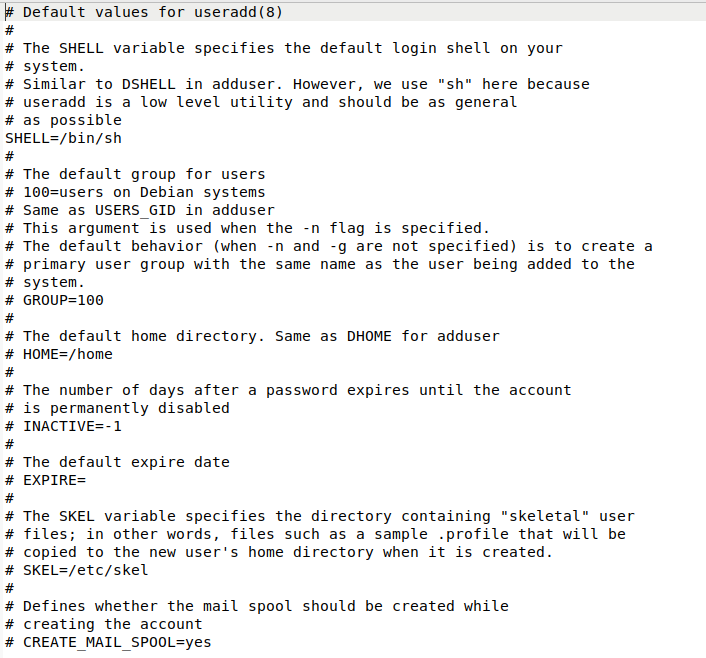 # Default values for useradd(8)
#
# The SHELL variable specifies the default login shell on your
# system.
# Similar to DSHELL in adduser. However, we use "sh" here because
# useradd is a low level utility and should be as general
# as possible
SHELL=/bin/sh
#
# The default group for users
# 100=users on Debian systems
# Same as USERS_GID in adduser
# This argument is used when the -n flag is specified.
# The default behavior (when -n and -g are not specified) is to create a
# primary user group with the same name as the user being added to the
# system.
# GROUP=100
#
# The default home directory. Same as DHOME for adduser
# HOME=/home
#
# The number of days after a password expires until the account
# is permanently disabled
# INACTIVE=-1
#
# The default expire date
# EXPIRE=
#
# The SKEL variable specifies the directory containing "skeletal" user
# files; in other words, files such as a sample .profile that will be
# copied to the new user's home directory when it is created.
# SKEL=/etc/skel
#
# Defines whether the mail spool should be created while
# creating the account
# CREATE_MAIL_SPOOL=yes